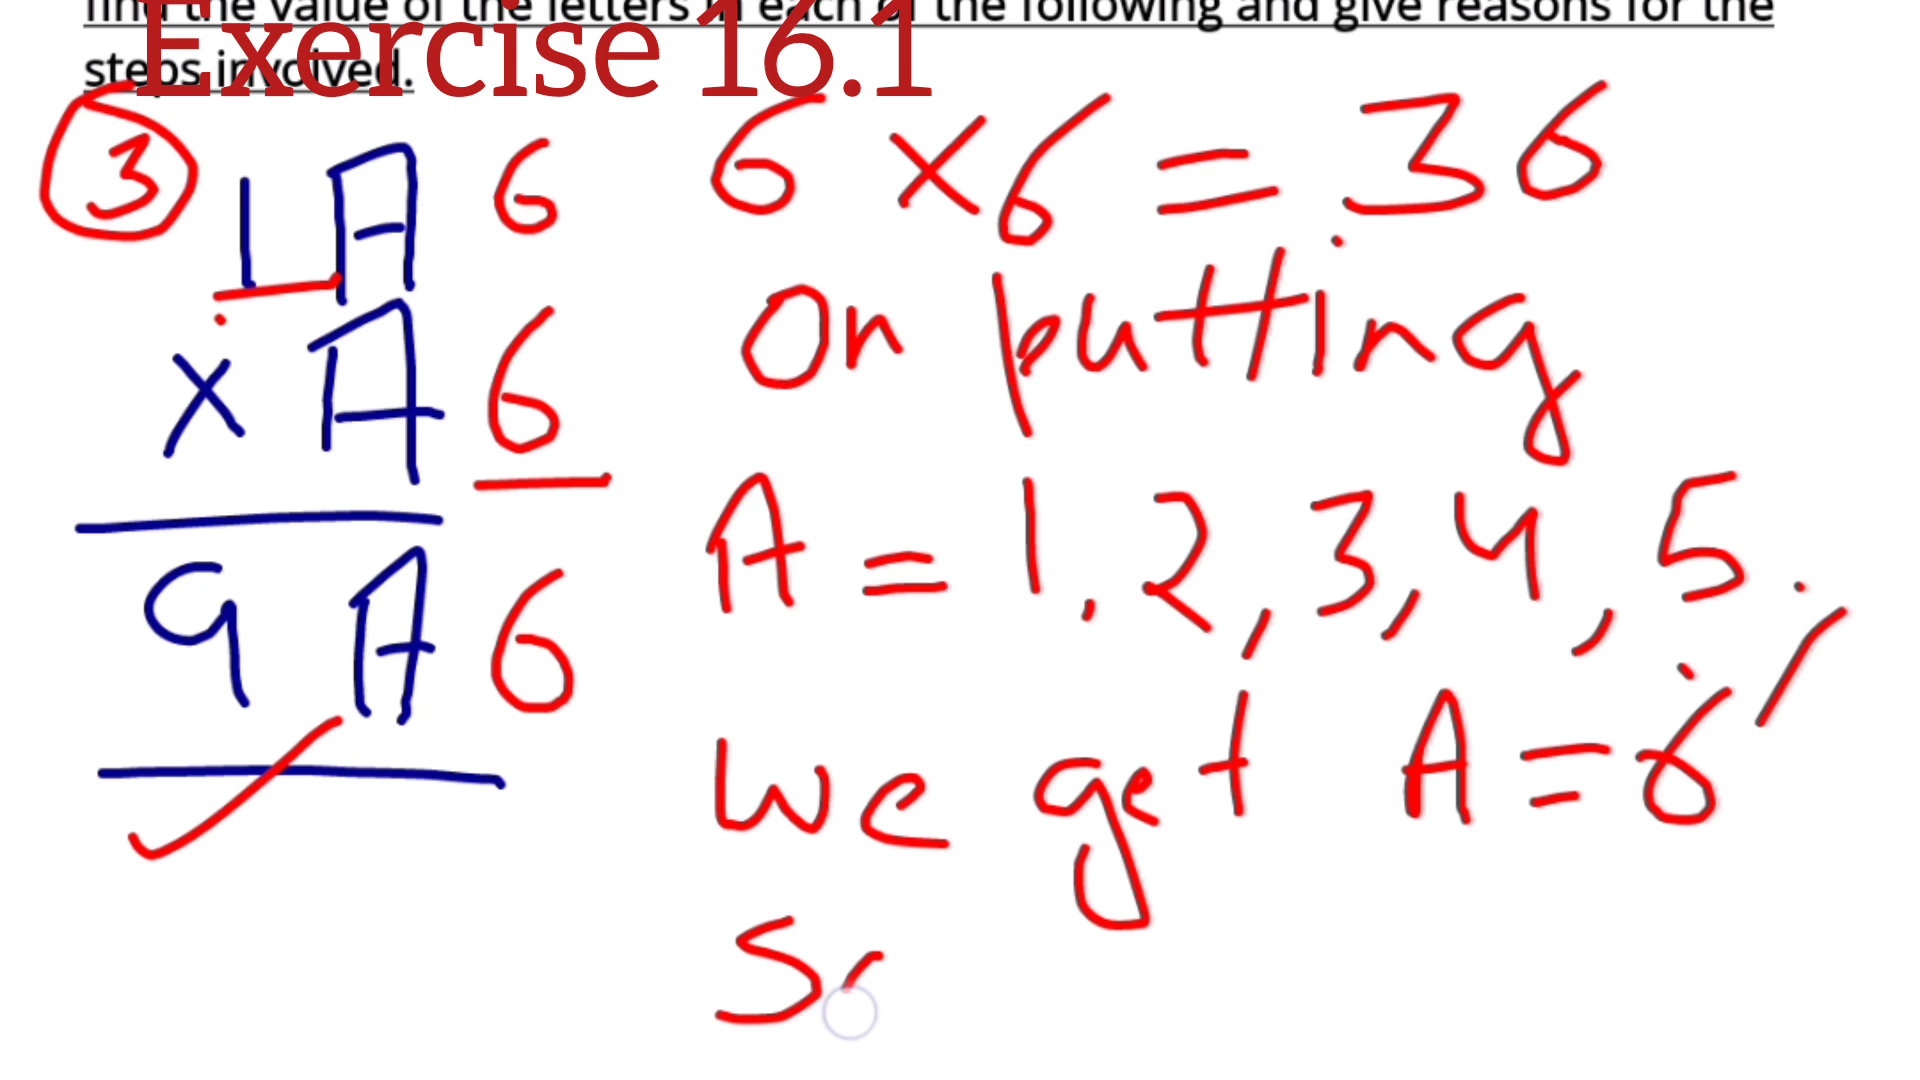 find the value of the letters in each of the following and give reasons for the
steps involved.
Exercise 16.1
3
1A 6
× A 6
9 A 6
6 × 6 = 36
On putting
A = 1, 2, 3, 4, 5,
we get A = 6
So